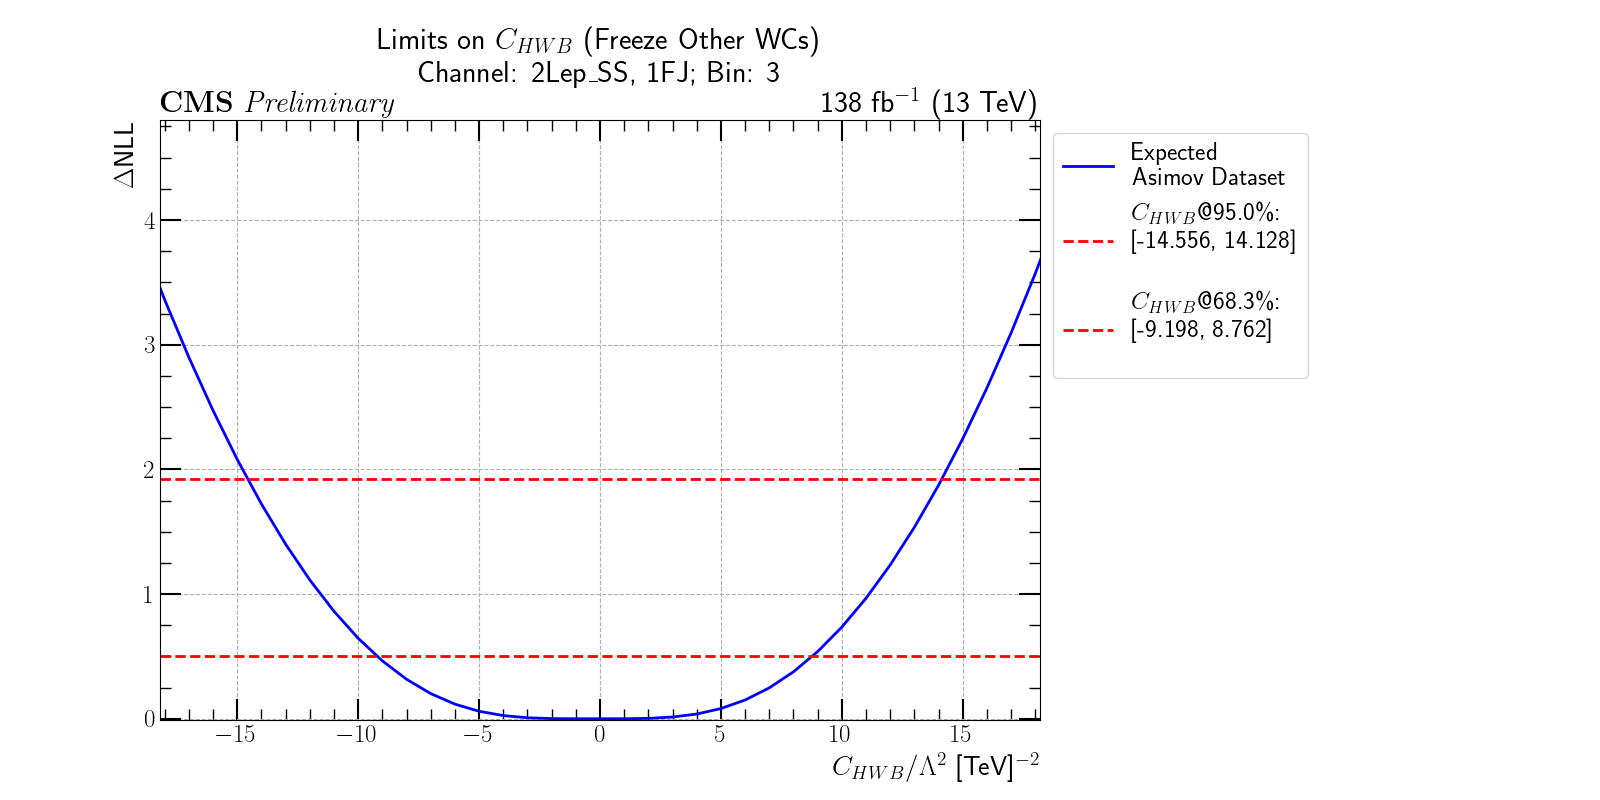 Limits on C_{HWB} (Freeze Other WCs)
Channel: 2Lep_SS, 1FJ; Bin: 3
CMS Preliminary
138 fb^{-1} (13 TeV)
ΔNLL
4
3
2
1
0
−15
−10
−5
0
5
10
15
C_{HWB}/Λ^{2} [TeV]^{-2}
Expected
Asimov Dataset
C_{HWB}@95.0%:
[-14.556, 14.128]
C_{HWB}@68.3%:
[-9.198, 8.762]